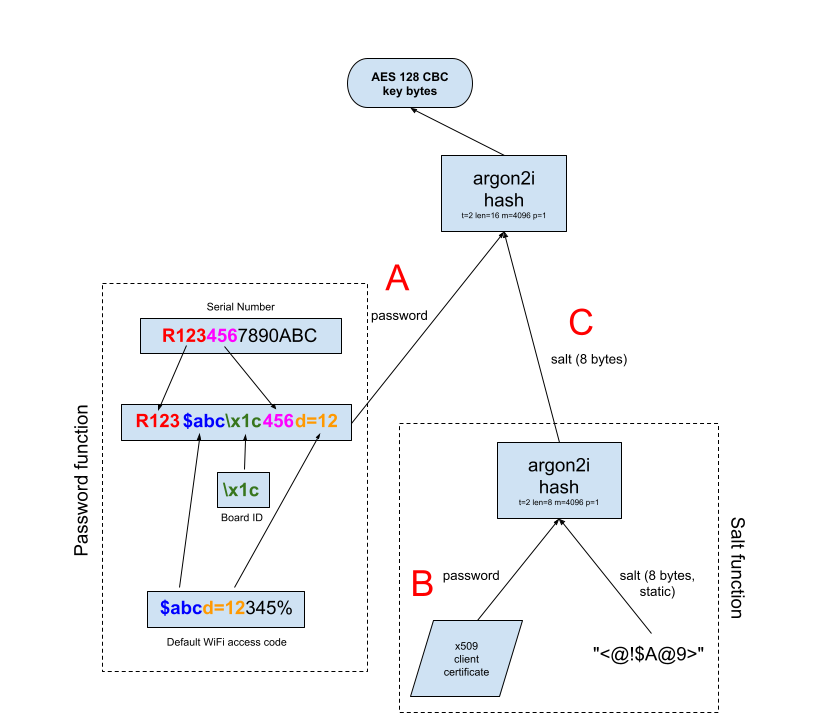 AES 128 CBC
key bytes
argon2i
hash
t=2 len=16 m=4096 p=1
A
password
C
salt (8 bytes)
Password function
Serial Number
R1234567890ABC
R123$abc\x1c456d=12
\x1c
Board ID
$abcd=12345%
Default WiFi access code
argon2i
hash
t=2 len=8 m=4096 p=1
B
password
salt (8 bytes,
static)
x509
client
certificate
"<@!$A@9>"
Salt function